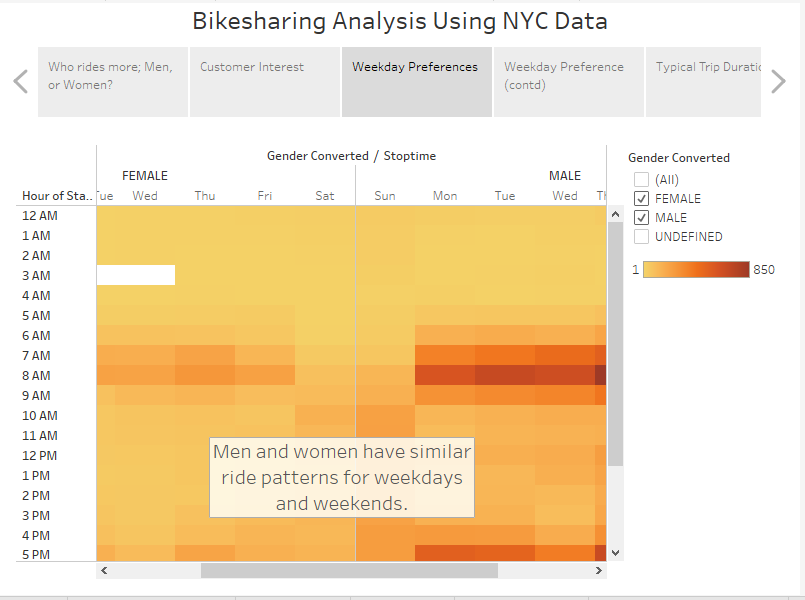 Bikesharing Analysis Using NYC Data
Who rides more; Men,
or Women?
Customer Interest
Weekday Preferences
Weekday Preference
(contd)
Typical Trip Duratic
Gender Converted / Stoptime
FEMALE MALE
Hour of Sta.. Tue Wed Thu Fri Sat Sun Mon Tue Wed Th
12 AM
1 AM
2 AM
3 AM
4 AM
5 AM
6 AM
7 AM
8 AM
9 AM
10 AM
11 AM
12 PM
1 PM
2 PM
3 PM
4 PM
5 PM
Men and women have similar
ride patterns for weekdays
and weekends.
Gender Converted
(All)
FEMALE
MALE
UNDEFINED
1 850